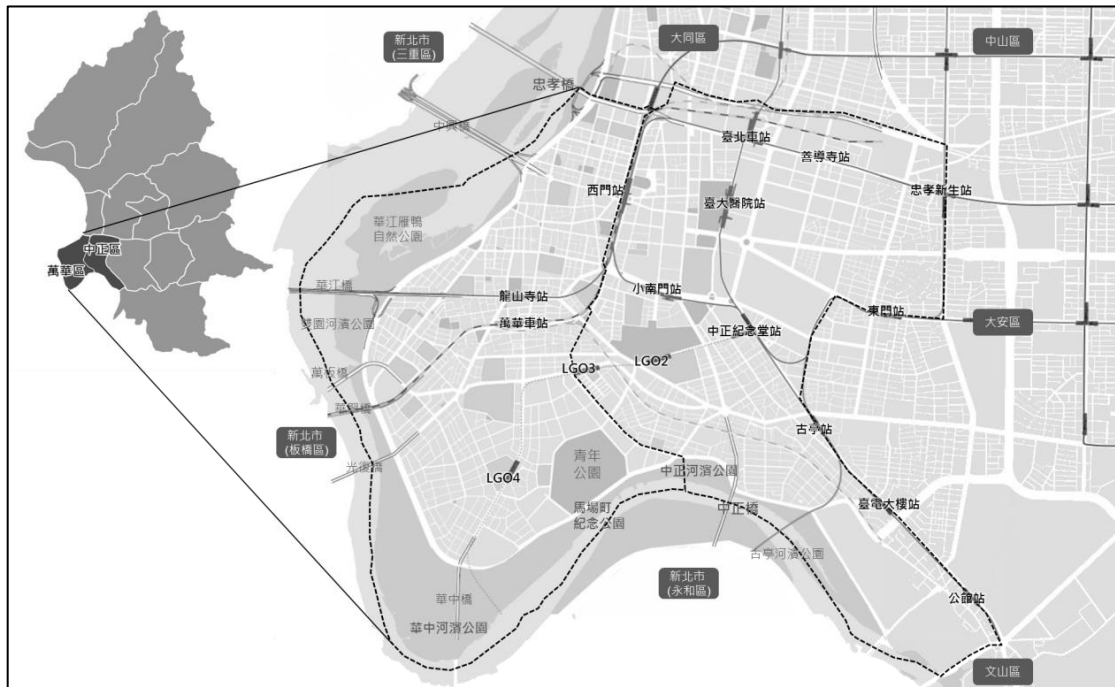 新北市
(三重區)
大同區
中山區
忠孝橋
中興橋
臺北車站
善導寺站
西門站
臺大醫院站
忠孝新生站
中正區
萬華區
華江雁鴨
自然公園
華江橋
龍山寺站
小南門站
雙園河濱公園
萬華車站
中正紀念堂站
東門站
大安區
萬板橋
LG02
LG03
華翠橋
新北市
(板橋區)
光復橋
古亭站
青年
公園
中正河濱公園
LG04
馬場町
紀念公園
中正橋
臺電大樓站
古亭河濱公園
新北市
(永和區)
華中橋
公館站
華中河濱公園
文山區